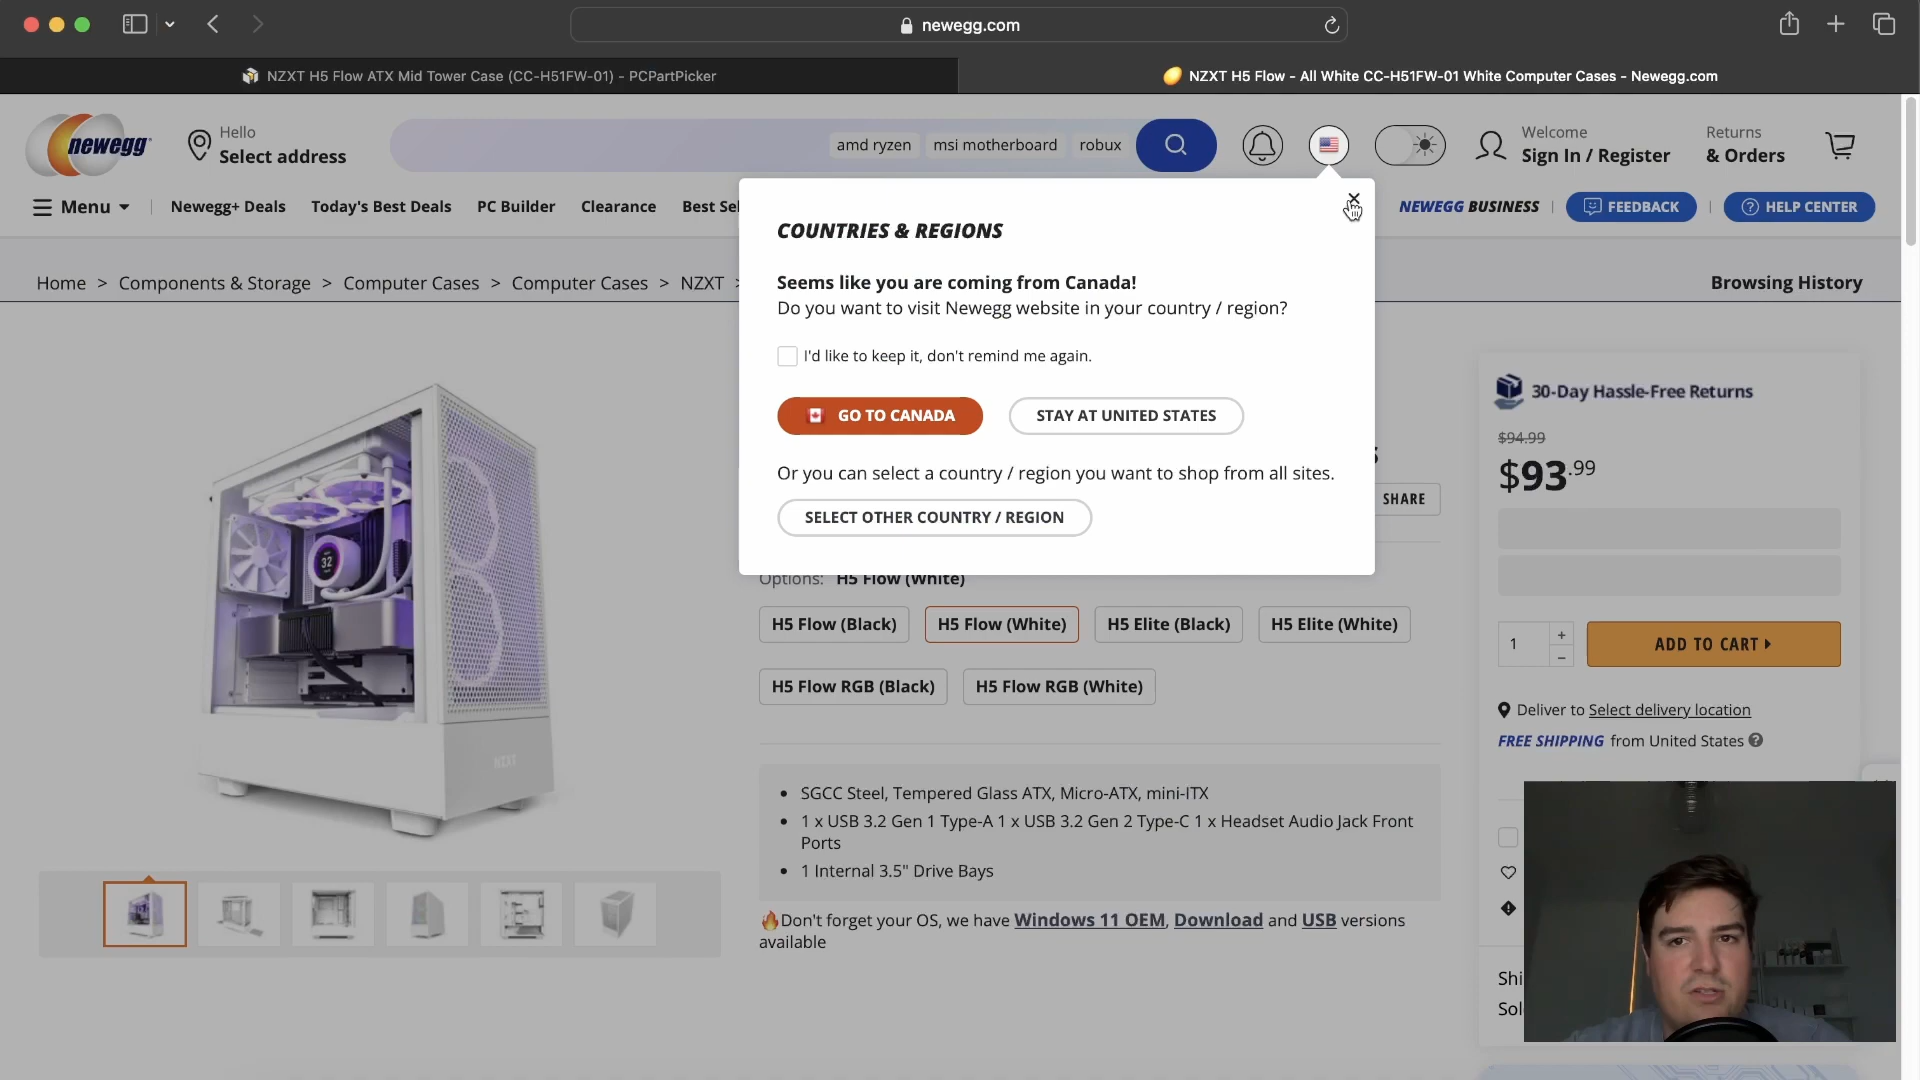 newegg.com
NZXT H5 Flow ATX Mid Tower Case (CC-H51FW-01) - PCPartPicker
NZXT H5 Flow - All White CC-H51FW-01 White Computer Cases - Newegg.com
newegg
Hello
Select address
amd ryzen
msi motherboard
robux
Welcome
Sign In / Register
Returns
& Orders
Menu
Newegg+ Deals
Today's Best Deals
PC Builder
Clearance
Best Sel
NEWEGG BUSINESS
FEEDBACK
HELP CENTER
Home > Components & Storage > Computer Cases > Computer Cases > NZXT >
Browsing History
COUNTRIES & REGIONS
Seems like you are coming from Canada!
Do you want to visit Newegg website in your country / region?
I'd like to keep it, don't remind me again.
GO TO CANADA
STAY AT UNITED STATES
Or you can select a country / region you want to shop from all sites.
SELECT OTHER COUNTRY / REGION
SHARE
32
NZXT
Options: H5 Flow (White)
H5 Flow (Black)
H5 Flow (White)
H5 Elite (Black)
H5 Elite (White)
H5 Flow RGB (Black)
H5 Flow RGB (White)
• SGCC Steel, Tempered Glass ATX, Micro-ATX, mini-ITX
• 1 x USB 3.2 Gen 1 Type-A 1 x USB 3.2 Gen 2 Type-C 1 x Headset Audio Jack Front
Ports
• 1 Internal 3.5" Drive Bays
🔥Don't forget your OS, we have Windows 11 OEM, Download and USB versions
available
30-Day Hassle-Free Returns
$94.99
$93.99
1
+
−
ADD TO CART
Deliver to Select delivery location
FREE SHIPPING from United States
Shi
Sol